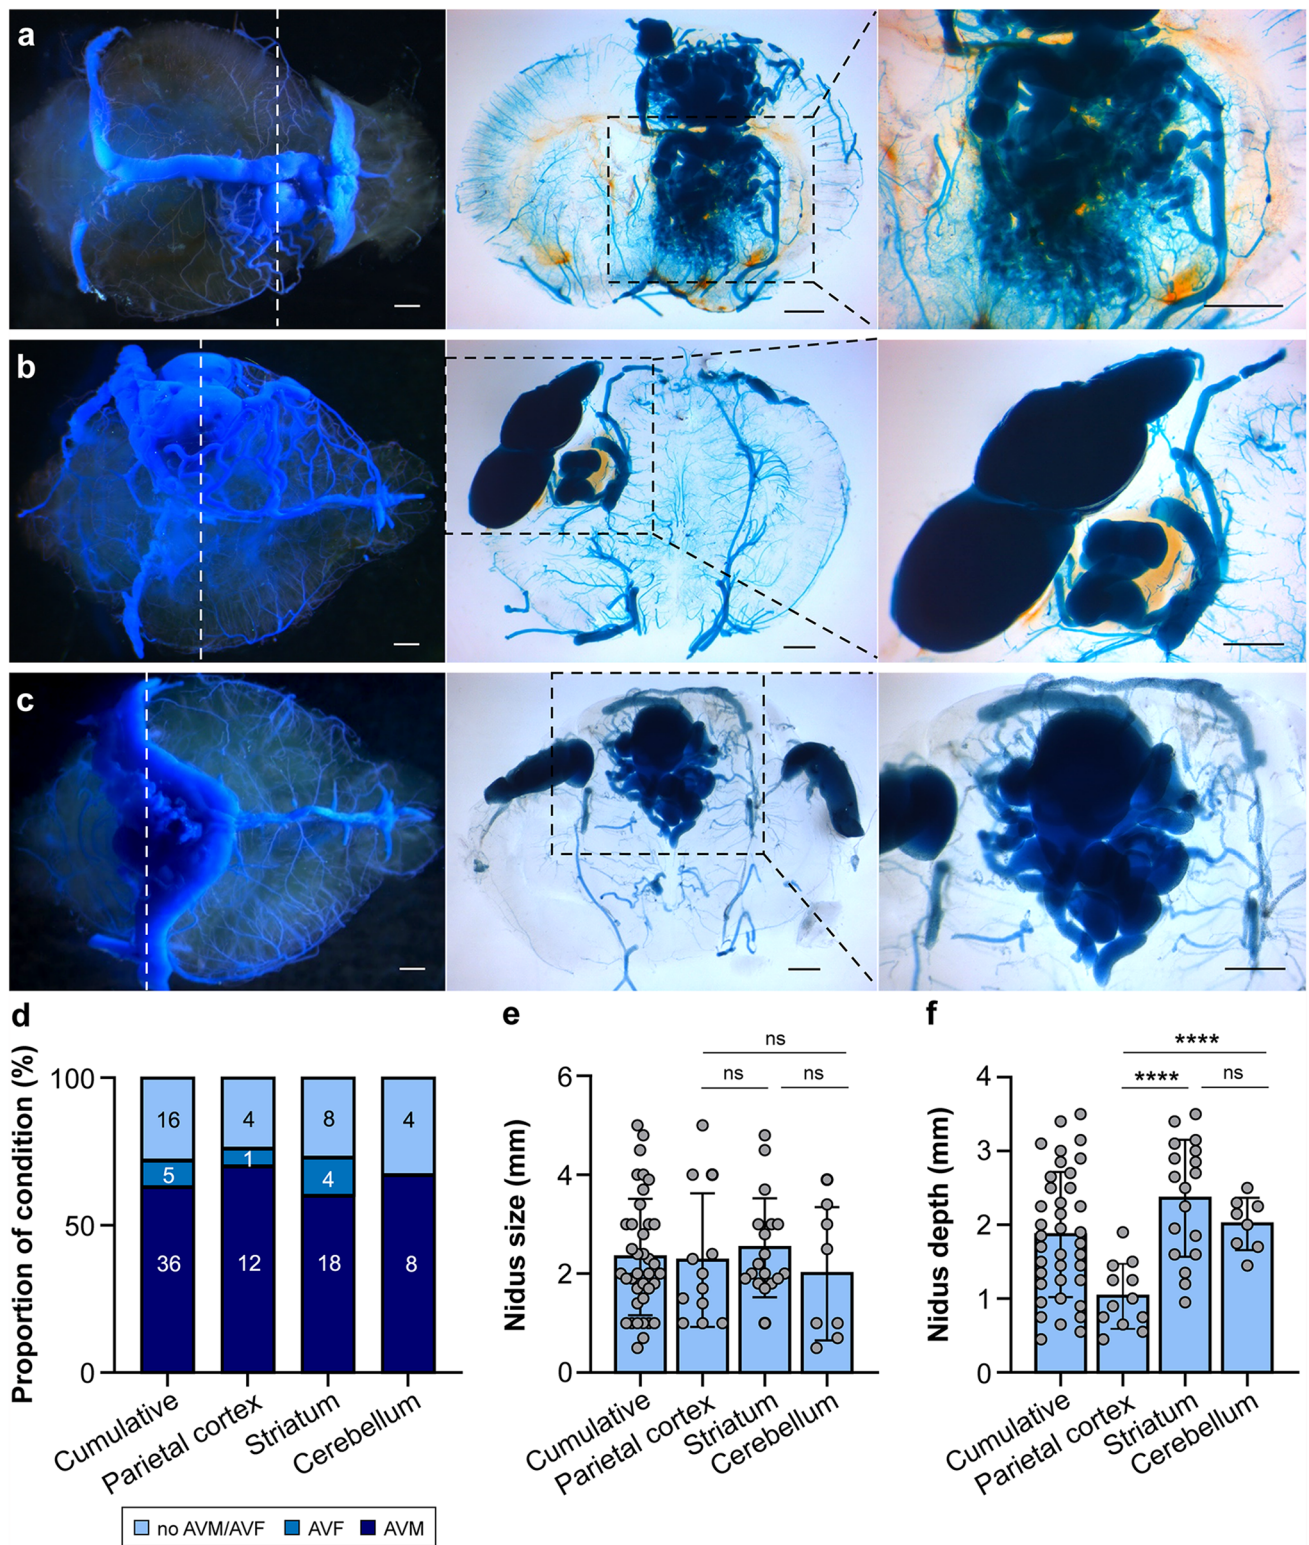 a
b
c
d
e
f
Proportion of condition (%)
100
50
0
16
5
36
4
1
12
8
4
18
4
8
Cumulative
Parietal cortex
Striatum
Cerebellum
no AVM/AVF
AVF
AVM
Nidus size (mm)
6
4
2
0
ns
ns
ns
Cumulative
Parietal cortex
Striatum
Cerebellum
Nidus depth (mm)
4
3
2
1
0
****
****
ns
Cumulative
Parietal cortex
Striatum
Cerebellum